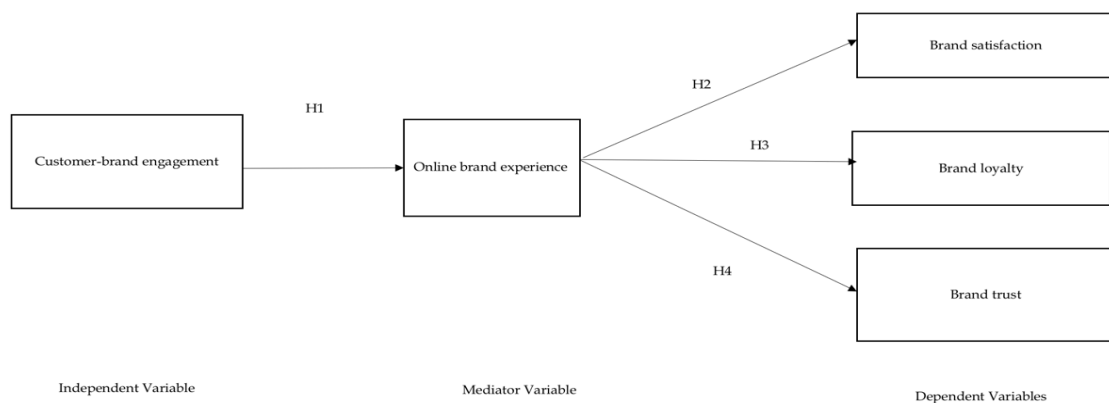 Brand satisfaction
H2
H1
H3
Customer-brand engagement
Online brand experience
Brand loyalty
H4
Brand trust
Independent Variable
Mediator Variable
Dependent Variables